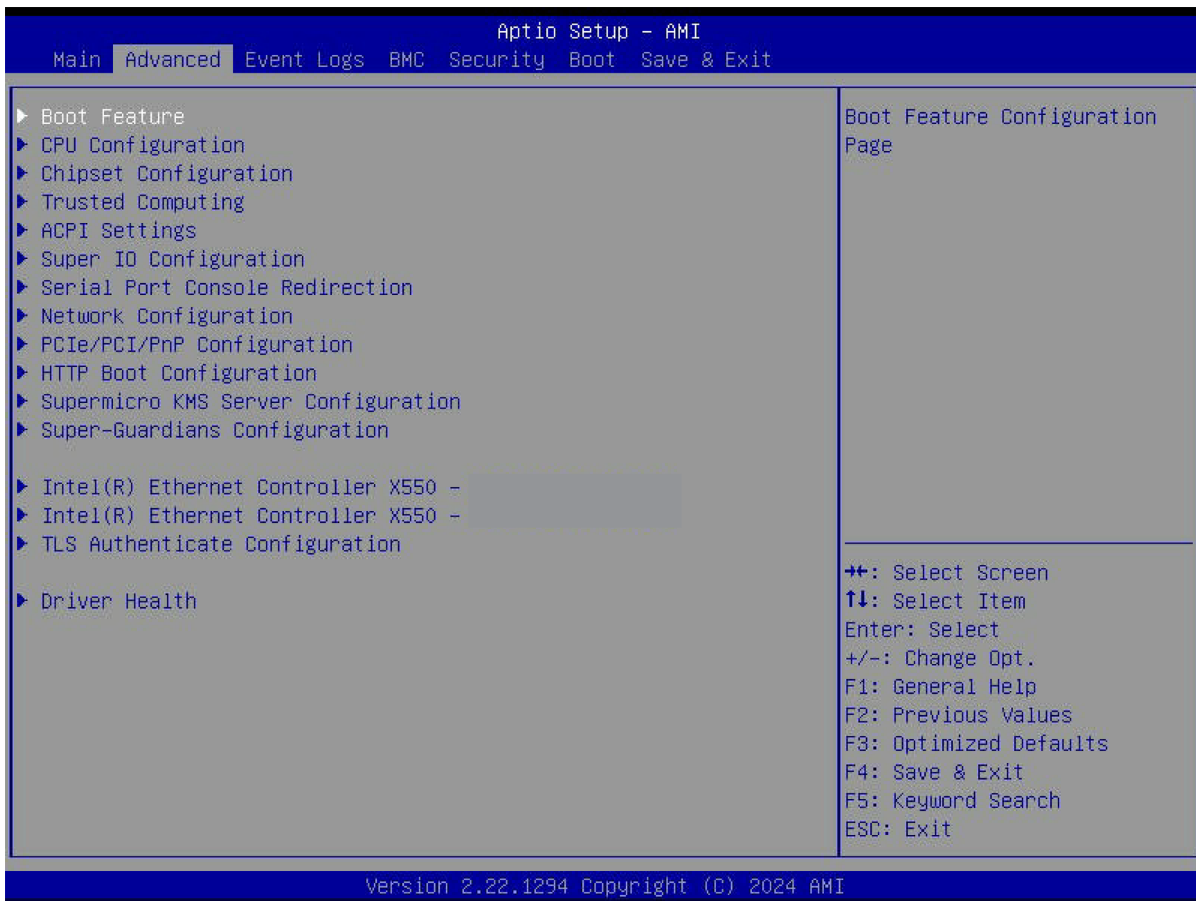 Aptio Setup – AMI
Main Advanced Event Logs BMC Security Boot Save & Exit
▶ Boot Feature
▶ CPU Configuration
▶ Chipset Configuration
▶ Trusted Computing
▶ ACPI Settings
▶ Super IO Configuration
▶ Serial Port Console Redirection
▶ Network Configuration
▶ PCIe/PCI/PnP Configuration
▶ HTTP Boot Configuration
▶ Supermicro KMS Server Configuration
▶ Super-Guardians Configuration
▶ Intel(R) Ethernet Controller X550 –
▶ Intel(R) Ethernet Controller X550 –
▶ TLS Authenticate Configuration
▶ Driver Health
Boot Feature Configuration
Page
→←: Select Screen
↑↓: Select Item
Enter: Select
+/-: Change Opt.
F1: General Help
F2: Previous Values
F3: Optimized Defaults
F4: Save & Exit
F5: Keyword Search
ESC: Exit
Version 2.22.1294 Copyright (C) 2024 AMI